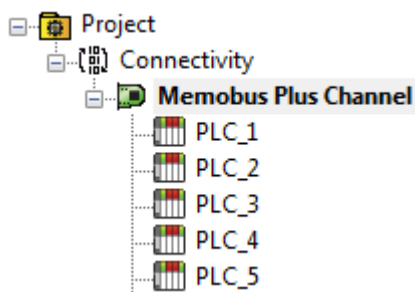 Project
Connectivity
Memobus Plus Channel
PLC_1
PLC_2
PLC_3
PLC_4
PLC_5